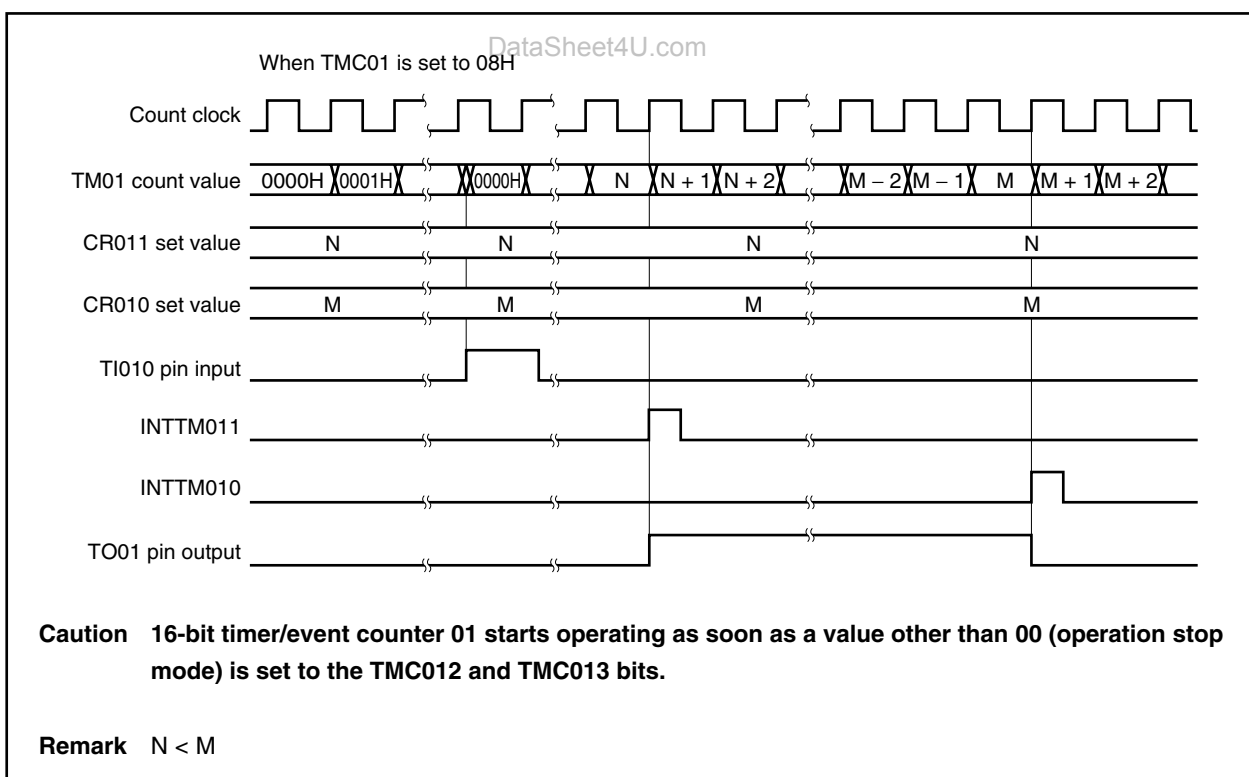 DataSheet4U.com
When TMC01 is set to 08H
Count clock
TM01 count value 0000H 0001H 0000H N N + 1 N + 2 M − 2 M − 1 M M + 1 M + 2
CR011 set value N N N N
CR010 set value M M M M
TI010 pin input
INTTM011
INTTM010
TO01 pin output
Caution 16-bit timer/event counter 01 starts operating as soon as a value other than 00 (operation stop
mode) is set to the TMC012 and TMC013 bits.
Remark N < M